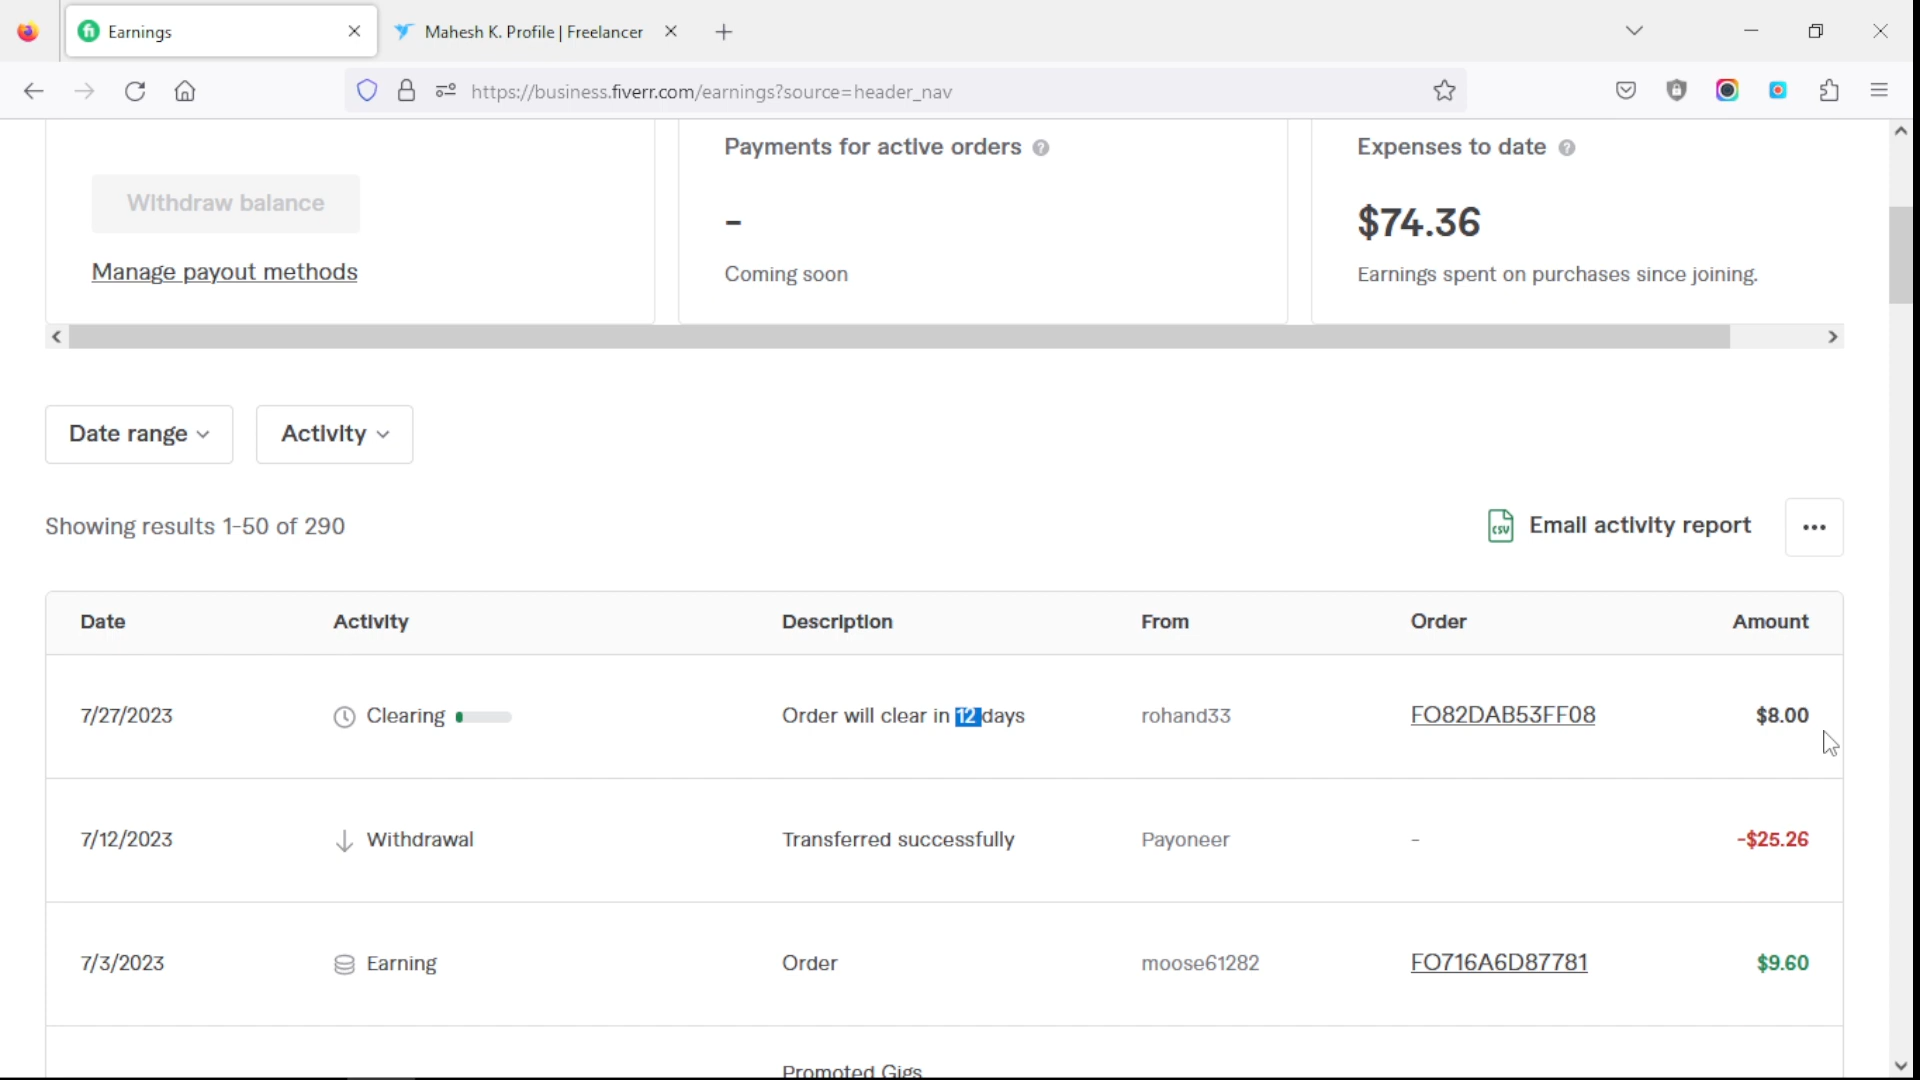 Earnings
Mahesh K. Profile | Freelancer
https://business.fiverr.com/earnings?source=header_nav
Payments for active orders
Expenses to date
Withdraw balance
-
$74.36
Manage payout methods
Coming soon
Earnings spent on purchases since joining.
Date range
Activity
Showing results 1-50 of 290
CSV
Email activity report
Date Activity Description From Order Amount
7/27/2023 Clearing Order will clear in 12 days rohand33 FO82DAB53FF08 $8.00
7/12/2023 Withdrawal Transferred successfully Payoneer - -$25.26
7/3/2023 Earning Order moose61282 FO716A6D87781 $9.60
Promoted Gigs